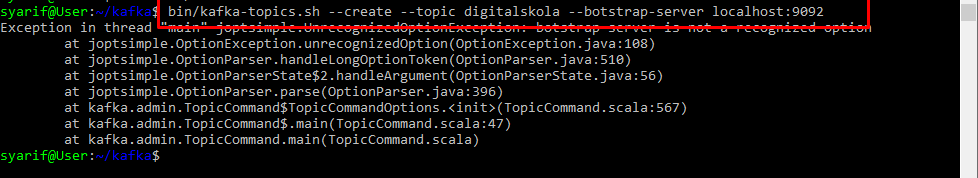 syarif@User:~/kafka$ bin/kafka-topics.sh --create --topic digitalskola --botstrap-server localhost:9092
Exception in thread "main" joptsimple.UnrecognizedOptionException: botstrap-server is not a recognized option
at joptsimple.OptionException.unrecognizedOption(OptionException.java:108)
at joptsimple.OptionParser.handleLongOptionToken(OptionParser.java:510)
at joptsimple.OptionParserState$2.handleArgument(OptionParserState.java:56)
at joptsimple.OptionParser.parse(OptionParser.java:396)
at kafka.admin.TopicCommand$TopicCommandOptions.<init>(TopicCommand.scala:567)
at kafka.admin.TopicCommand$.main(TopicCommand.scala:47)
at kafka.admin.TopicCommand.main(TopicCommand.scala)
syarif@User:~/kafka$